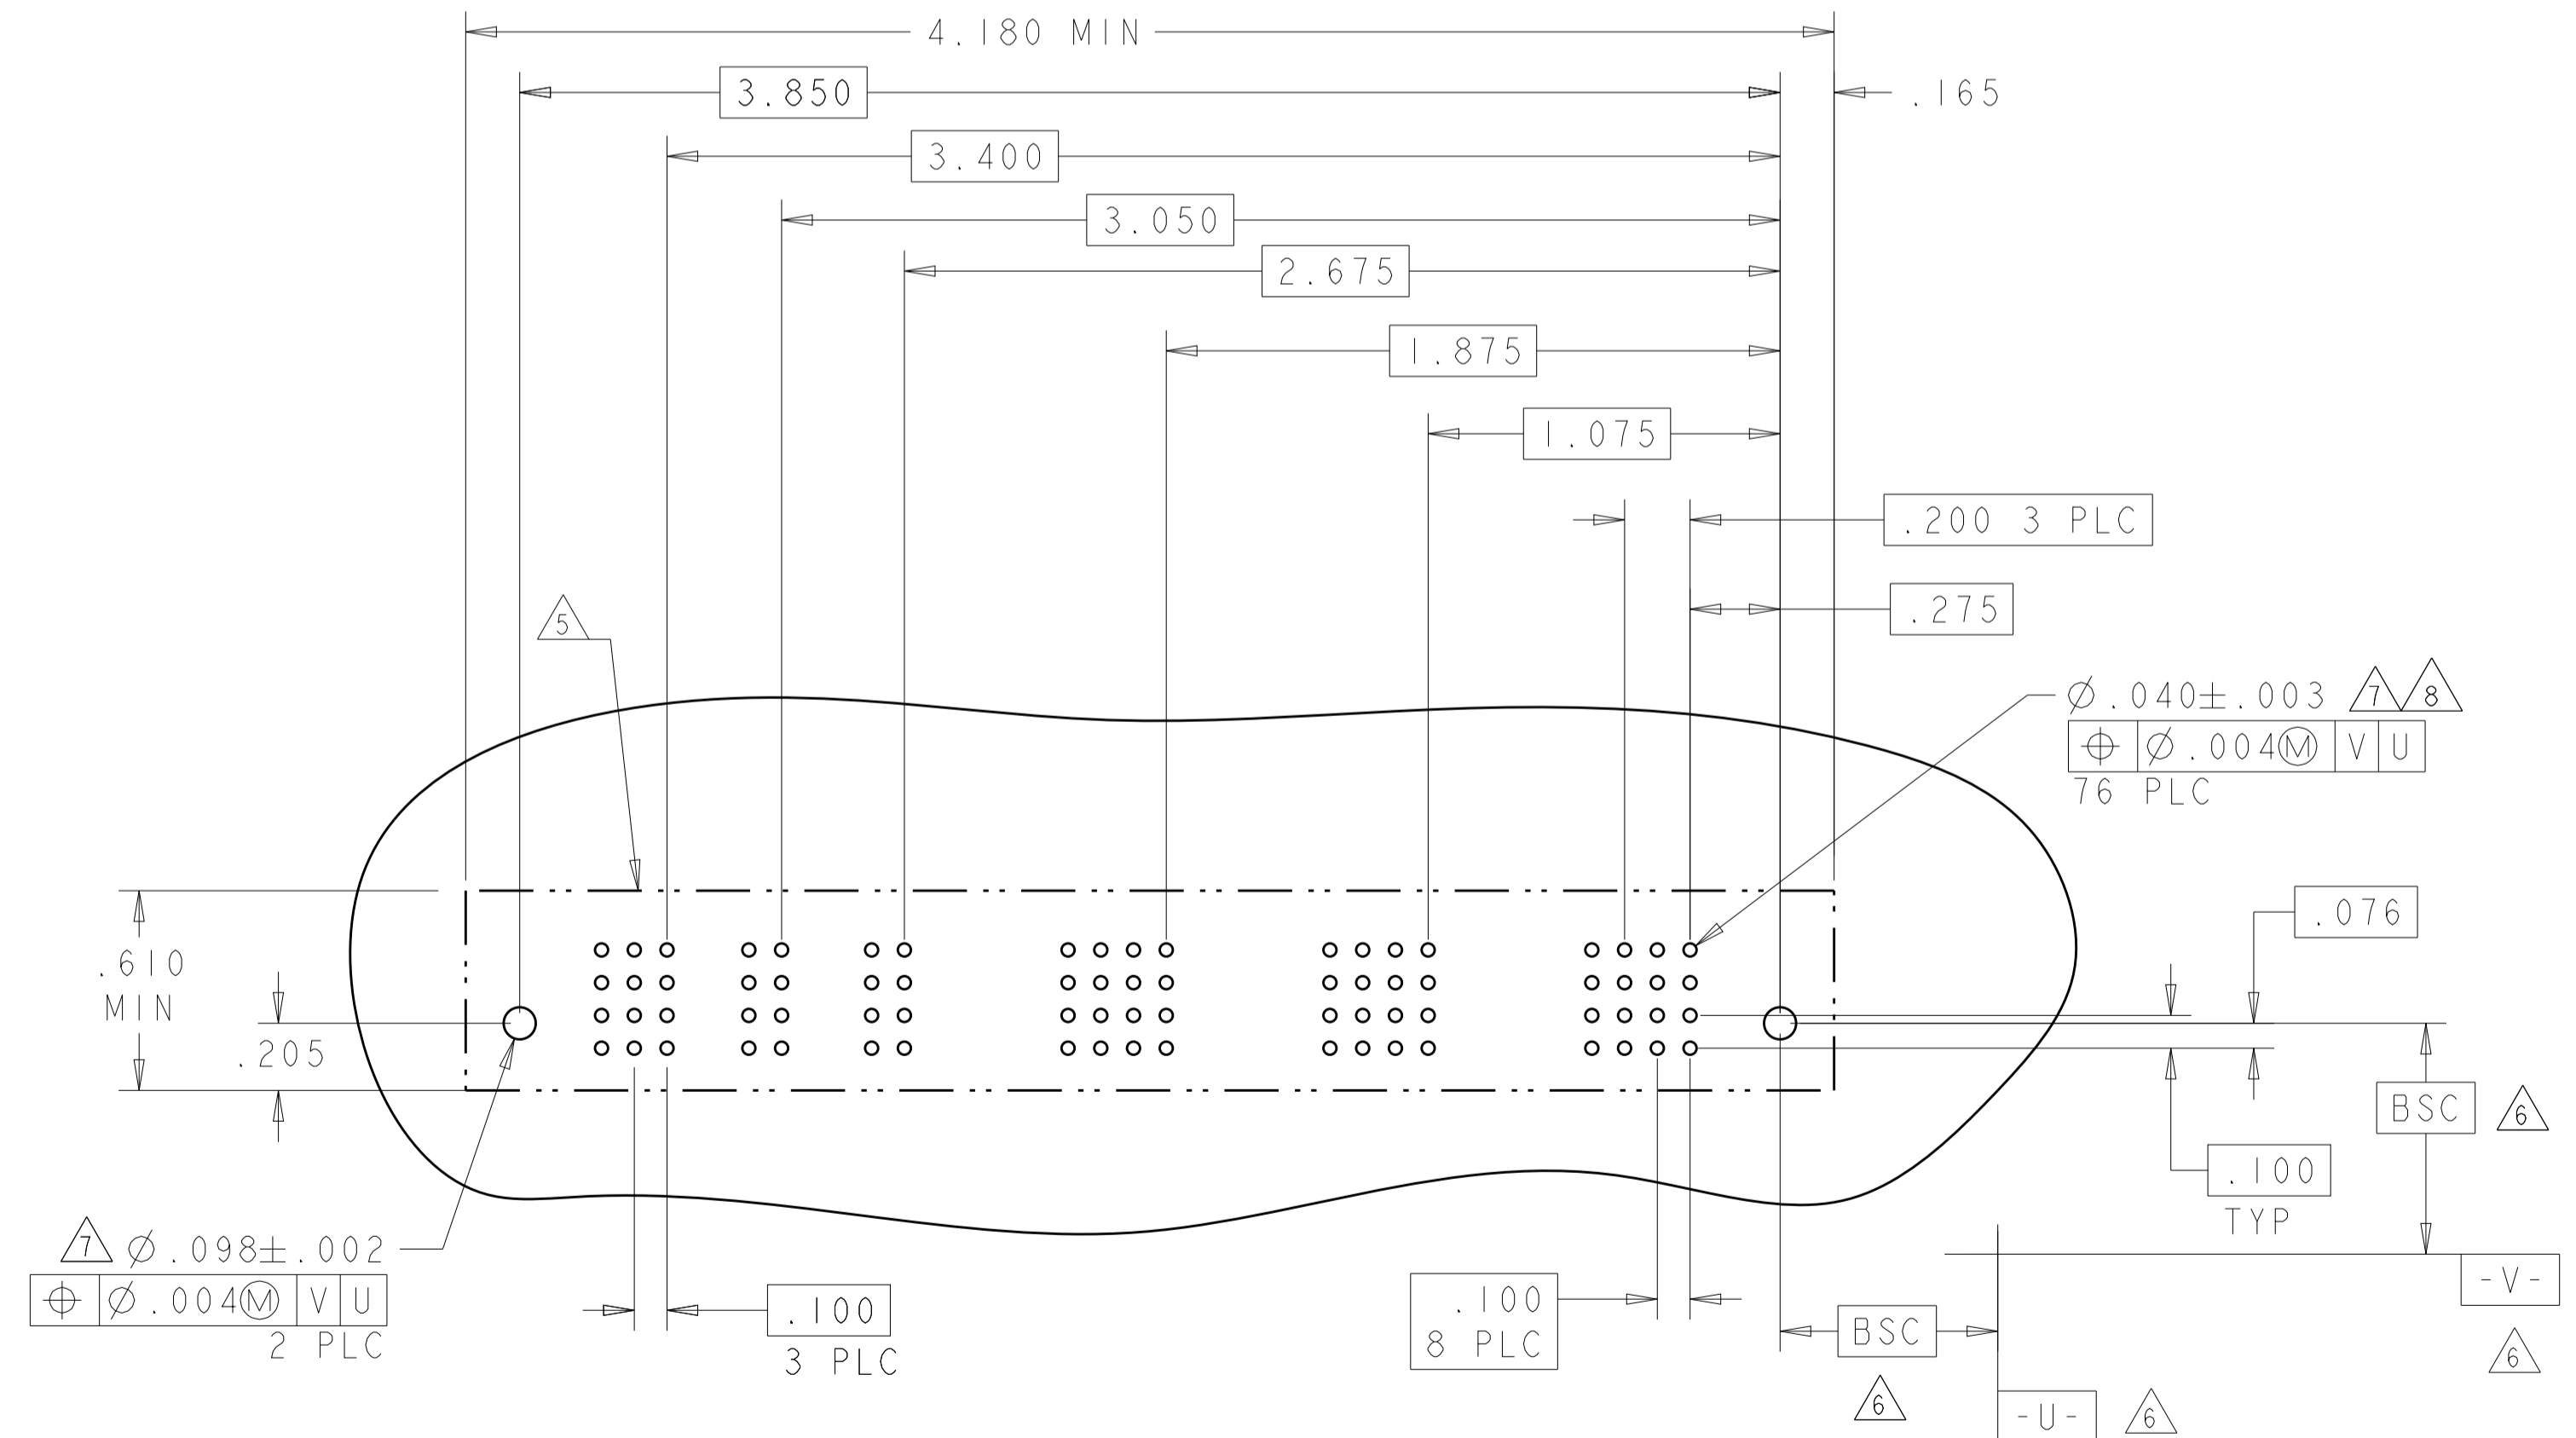 4.180 MIN
3.850
.165
3.400
3.050
2.675
1.875
1.075
.200 3 PLC
.275
5
Ø.040±.003 7 8
⌖ Ø.004Ⓜ V U
76 PLC
.076
.610
MIN
.205
BSC 6
.100
TYP
7 Ø.098±.002
⌖ Ø.004Ⓜ V U
2 PLC
.100
3 PLC
.100
8 PLC
BSC
6
-V-
6
-U- 6